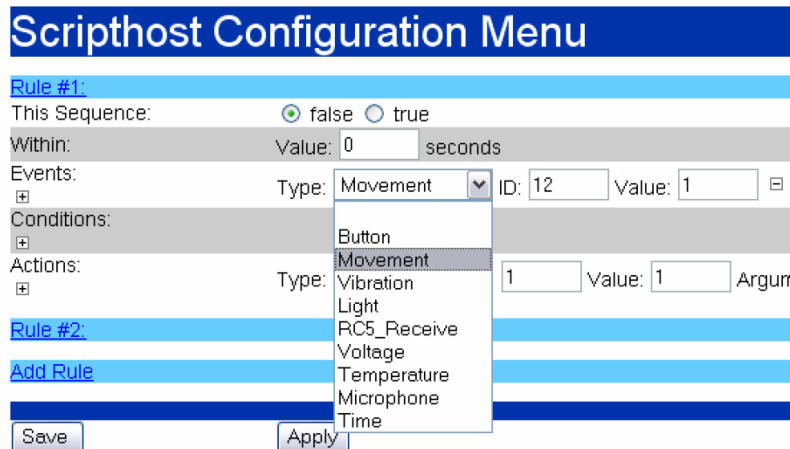 Scripthost Configuration Menu
Rule #1:
This Sequence: false true
Within: Value: 0 seconds
Events:
Type: Movement ID: 12 Value: 1
Conditions:
Button
Movement
Actions:
Type: Vibration 1 Value: 1 Argum
Light
Rule #2: RC5_Receive
Voltage
Add Rule Temperature
Microphone
Time
Save Apply